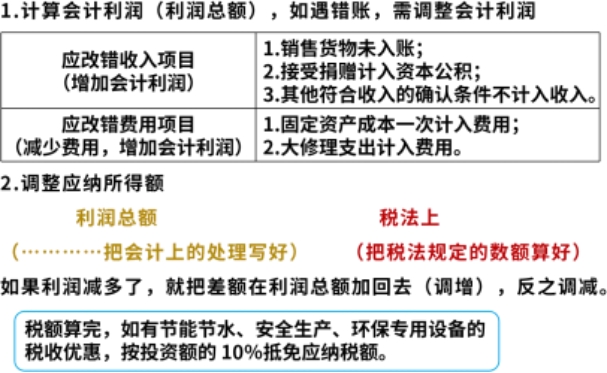 1.计算会计利润（利润总额），如遇错账，需调整会计利润
应改错收入项目
（增加会计利润）
1.销售货物未入账；
2.接受捐赠计入资本公积；
3.其他符合收入的确认条件不计入收入。
应改错费用项目
（减少费用，增加会计利润）
1.固定资产成本一次计入费用；
2.大修理支出计入费用。
2.调整应纳所得额
利润总额 税法上
（…………把会计上的处理写好） （把税法规定的数额算好）
如果利润减多了，就把差额在利润总额加回去（调增），反之调减。
税额算完，如有节能节水、安全生产、环保专用设备的
税收优惠，按投资额的 10%抵免应纳税额。